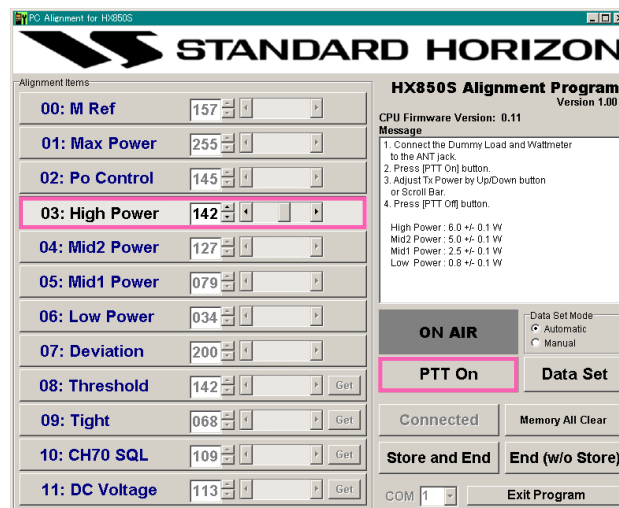 PC Alignment for HX850S
STANDARD HORIZON
Alignment Items
00: M Ref 157
01: Max Power 255
02: Po Control 145
03: High Power 142
04: Mid2 Power 127
05: Mid1 Power 079
06: Low Power 034
07: Deviation 200
08: Threshold 142 Get
09: Tight 068 Get
10: CH70 SQL 109 Get
11: DC Voltage 113 Get
HX850S Alignment Program
Version 1.00
CPU Firmware Version: 0.11
Message
1. Connect the Dummy Load and Wattmeter
to the ANT jack.
2. Press [PTT On] button.
3. Adjust Tx Power by Up/Down button
or Scroll Bar.
4. Press [PTT Off] button.
High Power : 6.0 +/- 0.1 W
Mid2 Power : 5.0 +/- 0.1 W
Mid1 Power : 2.5 +/- 0.1 W
Low Power : 0.8 +/- 0.1 W
ON AIR
Data Set Mode
Automatic
Manual
PTT On
Data Set
Connected
Memory All Clear
Store and End
End (w/o Store)
COM 1
Exit Program